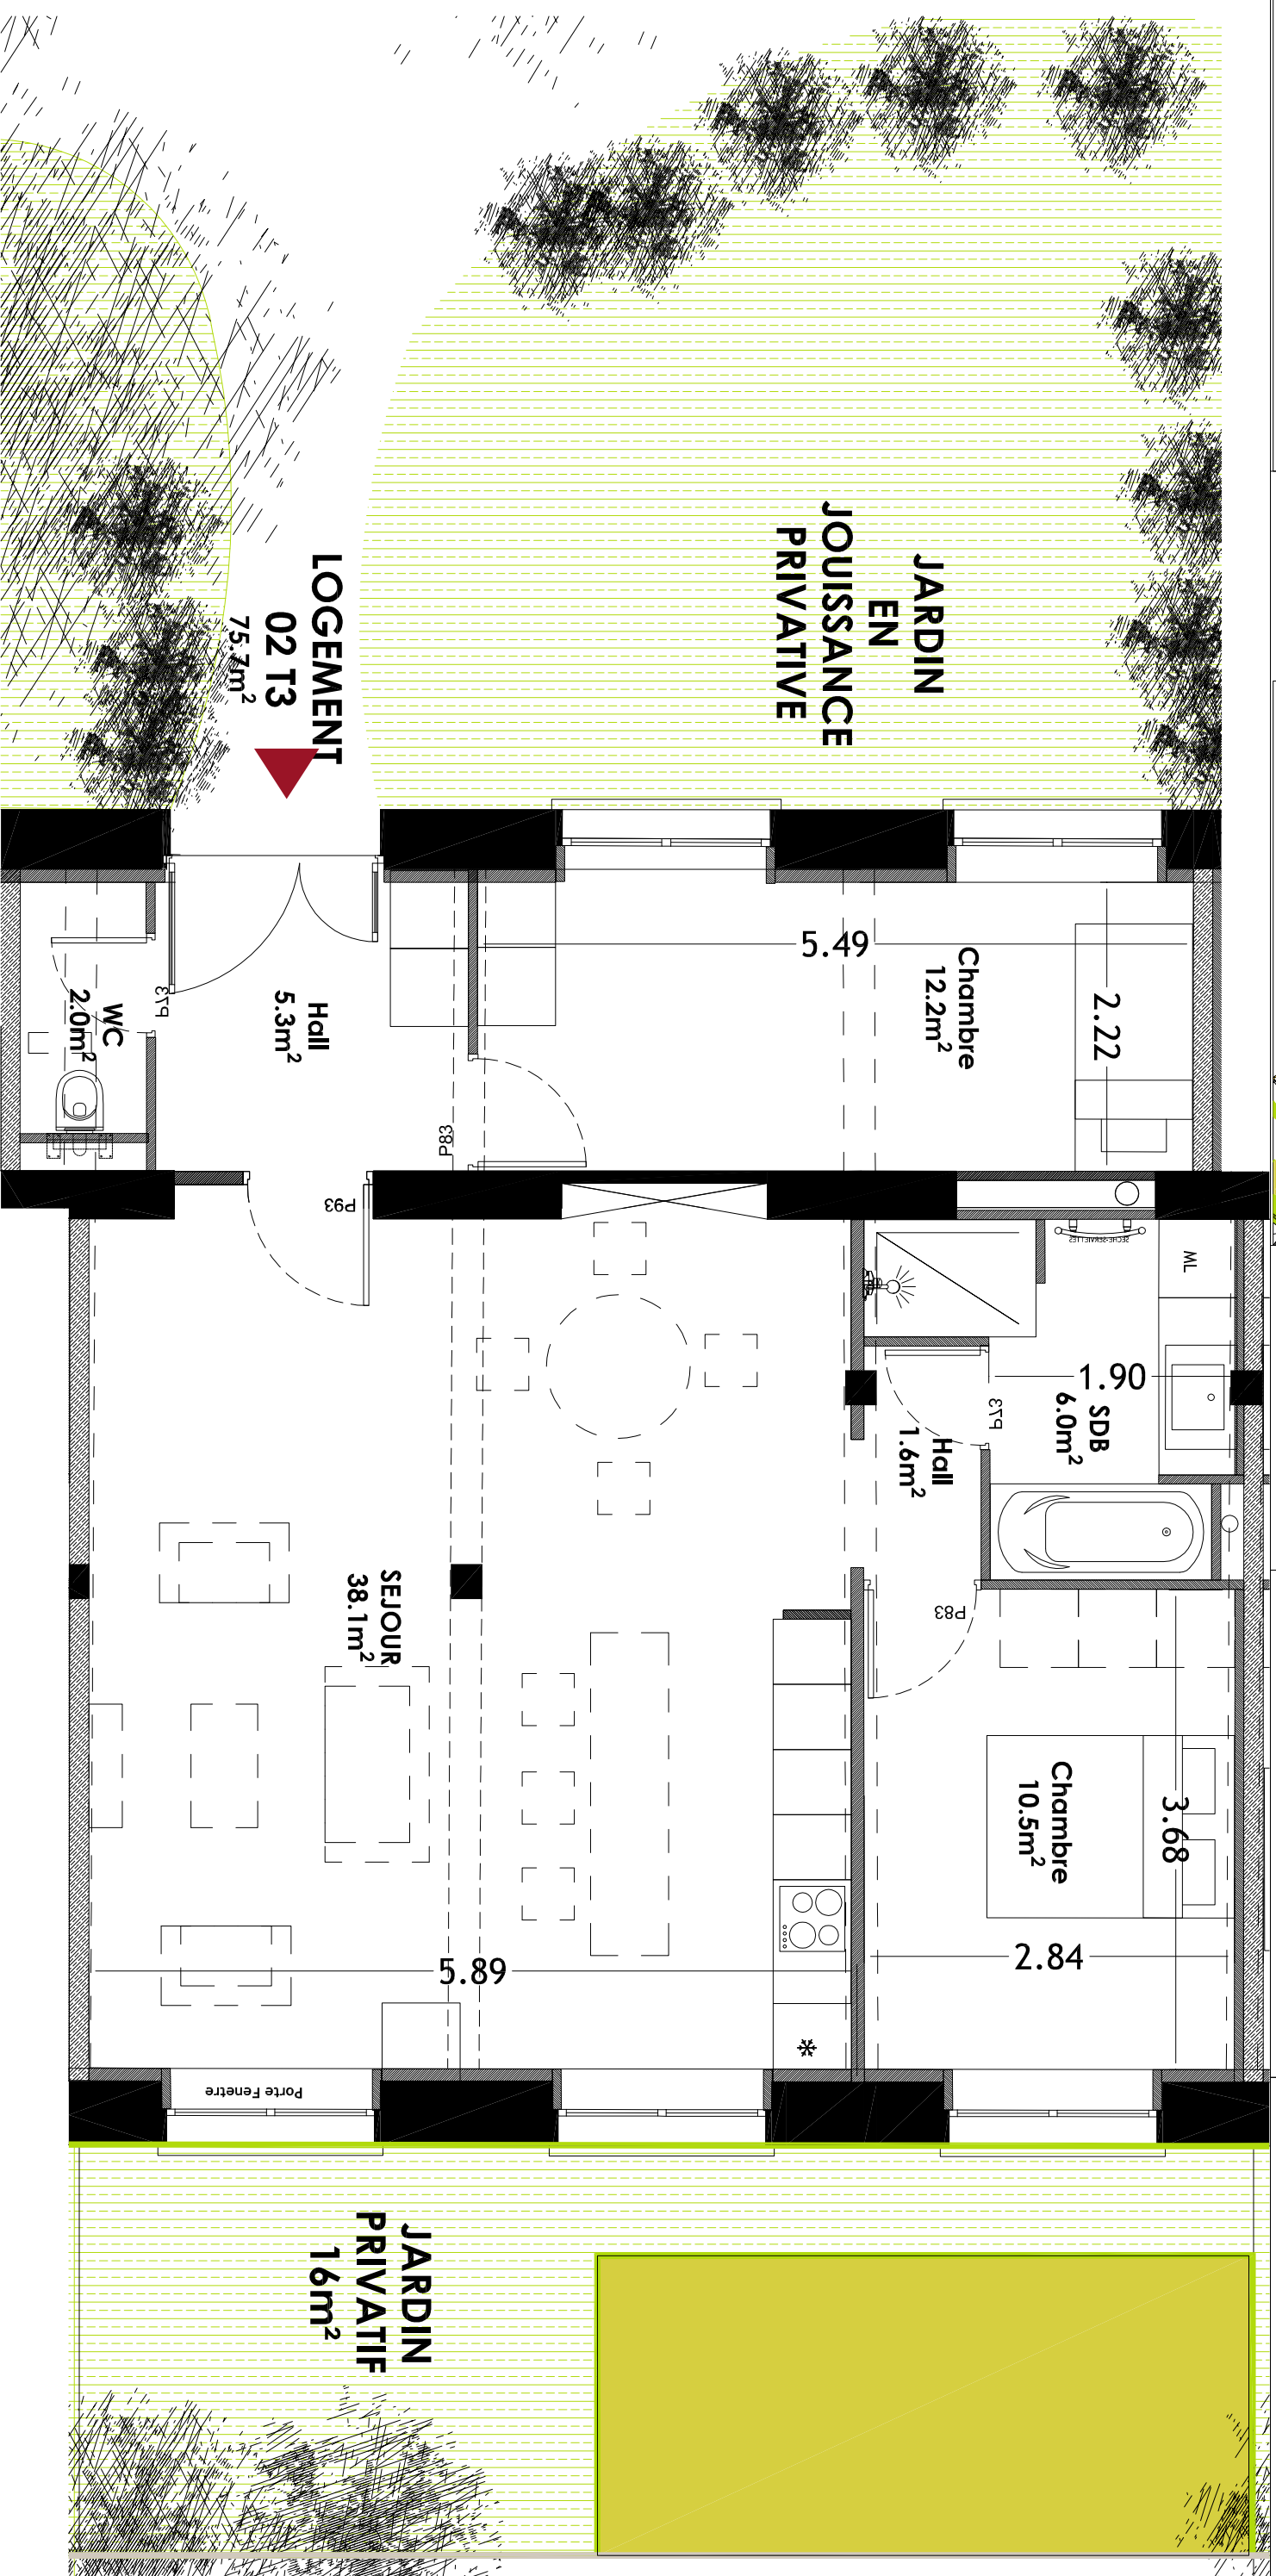 JARDIN
EN
JOUISSANCE
PRIVATIVE
LOGEMENT
02 T3
75.7m²
5.49
Chambre
12.2m²
2.22
Hall
5.3m²
WC
2.0m²
P73
P83
P93
SECHE-SERVIETTES
ML
1.90
SDB
6.0m²
P73
Hall
1.6m²
P83
SEJOUR
38.1m²
Chambre
10.5m²
3.68
2.84
5.89
Porte Fenetre
JARDIN
PRIVATIF
16m²